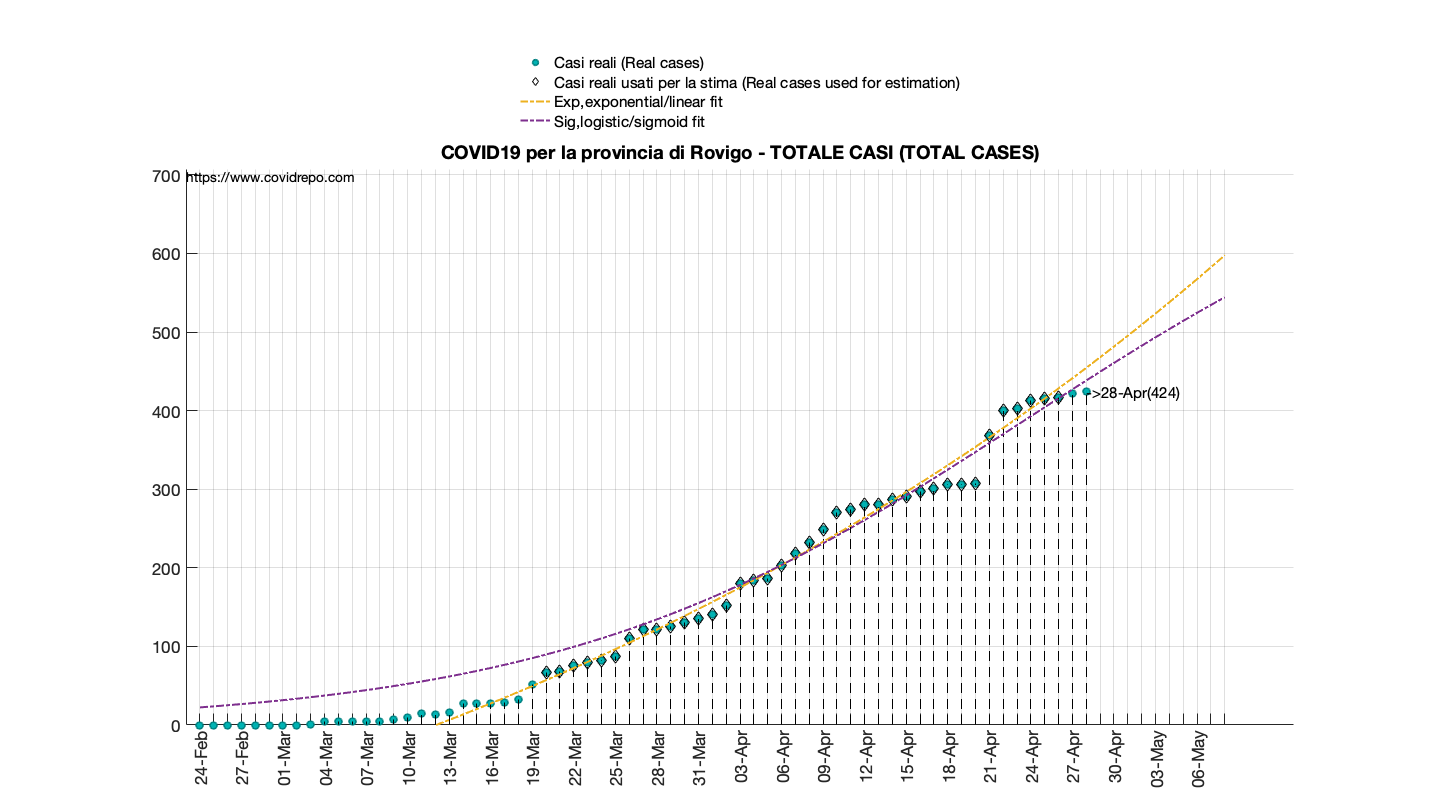 Casi reali (Real cases)
Casi reali usati per la stima (Real cases used for estimation)
Exp,exponential/linear fit
Sig,logistic/sigmoid fit
COVID19 per la provincia di Rovigo - TOTALE CASI (TOTAL CASES)
https://www.covidrepo.com
700
600
500
400
300
200
100
0
>28-Apr(424)
24-Feb
27-Feb
01-Mar
04-Mar
07-Mar
10-Mar
13-Mar
16-Mar
19-Mar
22-Mar
25-Mar
28-Mar
31-Mar
03-Apr
06-Apr
09-Apr
12-Apr
15-Apr
18-Apr
21-Apr
24-Apr
27-Apr
30-Apr
03-May
06-May